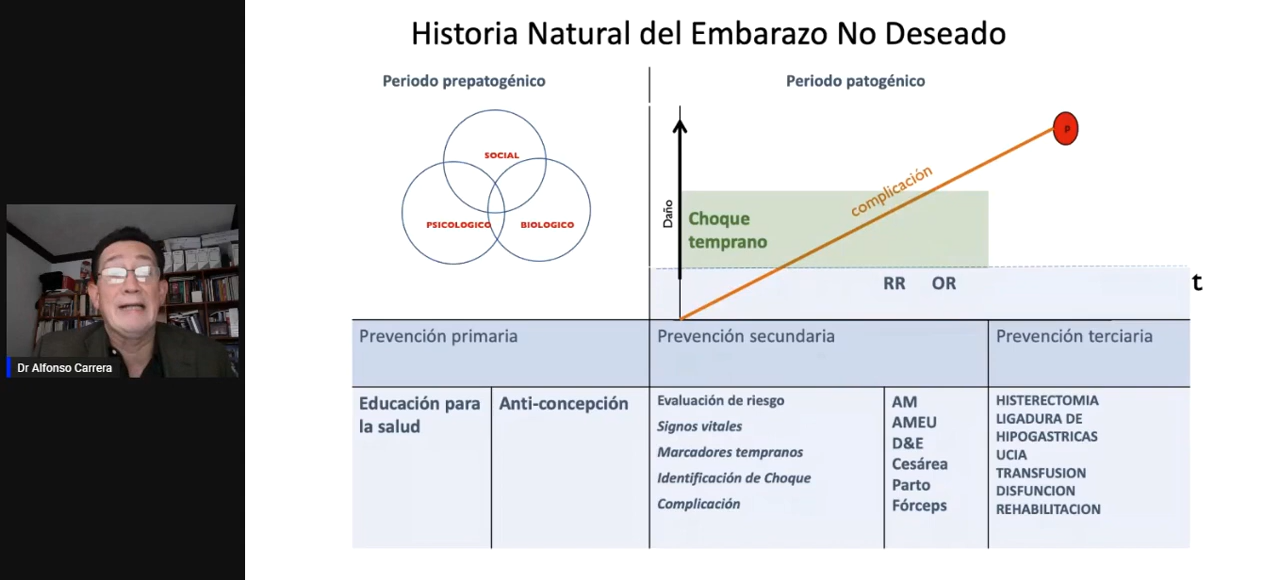 Historia Natural del Embarazo No Deseado
Periodo prepatogénico
Periodo patogénico
SOCIAL
PSICOLOGICO
BIOLOGICO
Daño
Choque
temprano
complicación
P
RR OR
t
Dr Alfonso Carrera
Prevención primaria
Prevención secundaria
Prevención terciaria
Educación para
la salud
Anti-concepción
Evaluación de riesgo
Signos vitales
Marcadores tempranos
Identificación de Choque
Complicación
AM
AMEU
D&E
Cesárea
Parto
Fórceps
HISTERECTOMIA
LIGADURA DE
HIPOGASTRICAS
UCIA
TRANSFUSION
DISFUNCION
REHABILITACION